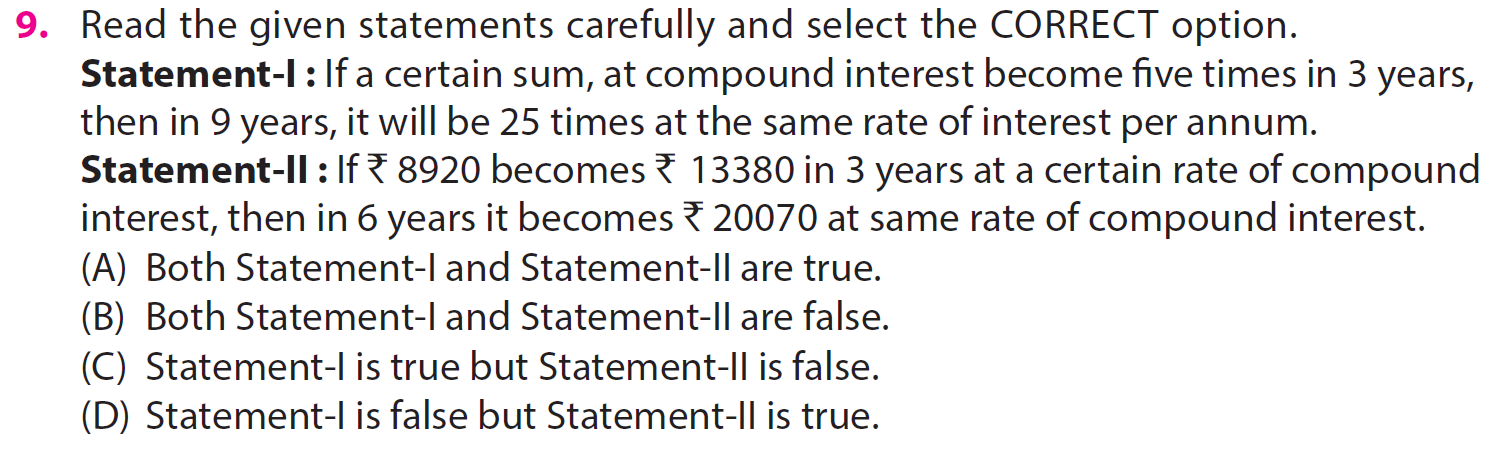 9. Read the given statements carefully and select the CORRECT option.
Statement-I : If a certain sum, at compound interest become five times in 3 years,
then in 9 years, it will be 25 times at the same rate of interest per annum.
Statement-II : If ₹ 8920 becomes ₹ 13380 in 3 years at a certain rate of compound
interest, then in 6 years it becomes ₹ 20070 at same rate of compound interest.
(A) Both Statement-I and Statement-II are true.
(B) Both Statement-I and Statement-II are false.
(C) Statement-I is true but Statement-II is false.
(D) Statement-I is false but Statement-II is true.